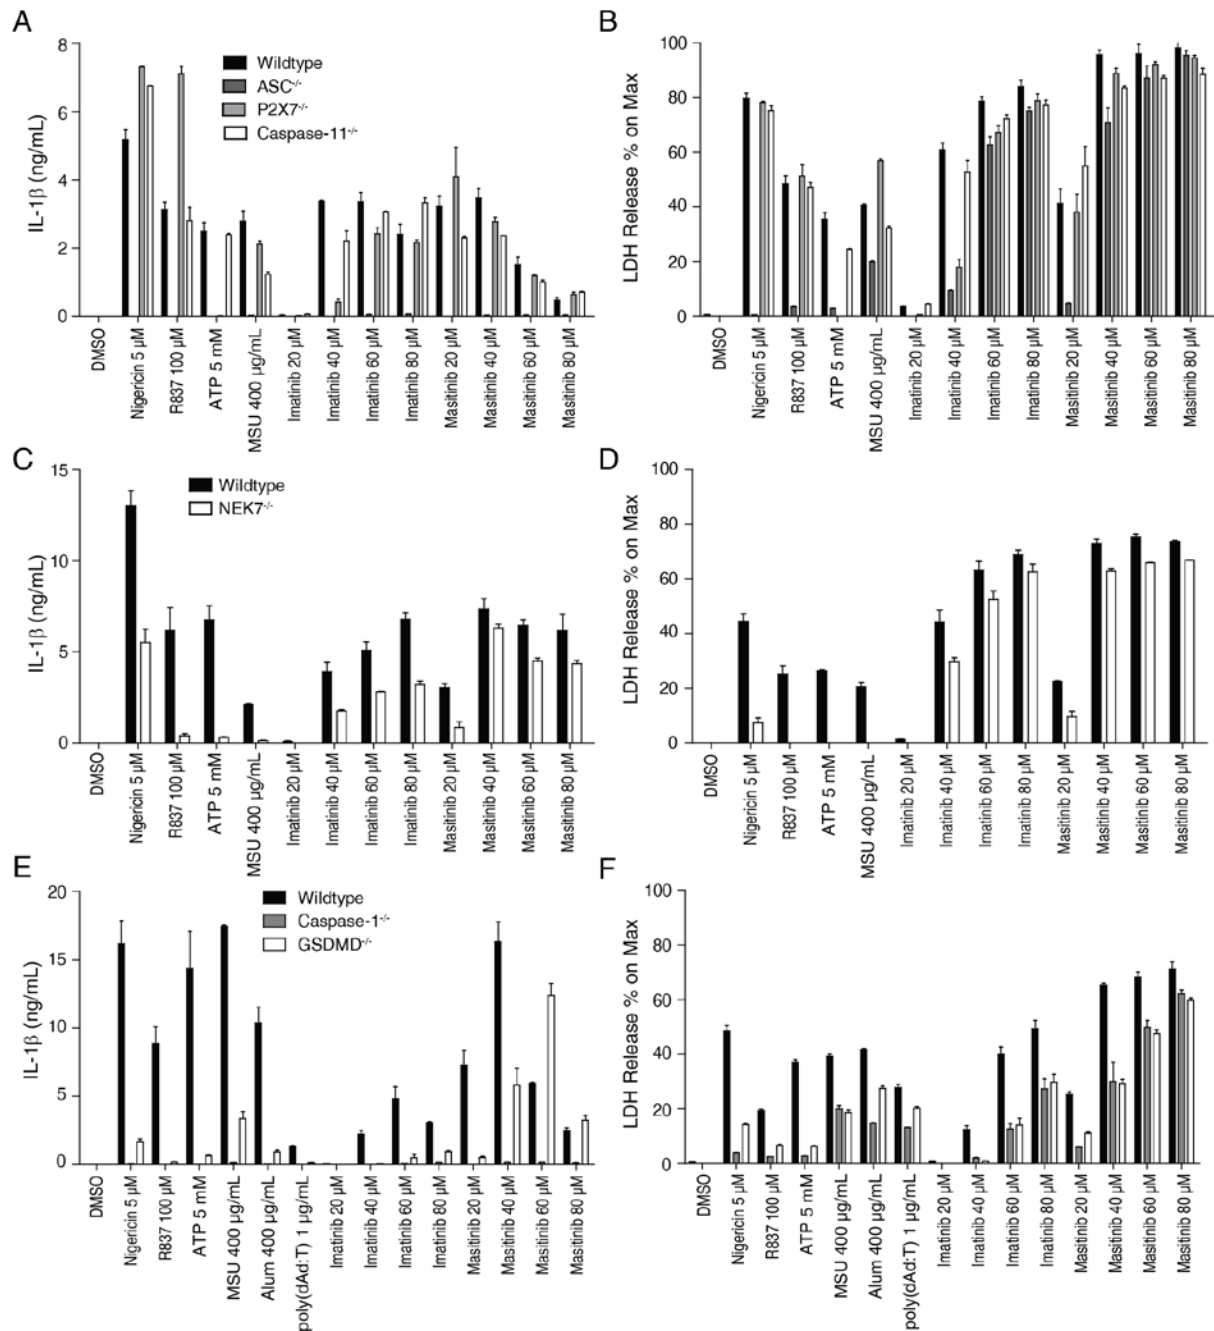 A
IL-1β (ng/mL)
8
6
4
2
0
Wildtype
ASC-/-
P2X7-/-
Caspase-11-/-
DMSO
Nigericin 5 μM
R837 100 μM
ATP 5 mM
MSU 400 μg/mL
Imatinib 20 μM
Imatinib 40 μM
Imatinib 60 μM
Imatinib 80 μM
Masitinib 20 μM
Masitinib 40 μM
Masitinib 60 μM
Masitinib 80 μM
B
LDH Release % on Max
100
80
60
40
20
0
DMSO
Nigericin 5 μM
R837 100 μM
ATP 5 mM
MSU 400 μg/mL
Imatinib 20 μM
Imatinib 40 μM
Imatinib 60 μM
Imatinib 80 μM
Masitinib 20 μM
Masitinib 40 μM
Masitinib 60 μM
Masitinib 80 μM
C
IL-1β (ng/mL)
15
10
5
0
Wildtype
NEK7-/-
DMSO
Nigericin 5 μM
R837 100 μM
ATP 5 mM
MSU 400 μg/mL
Imatinib 20 μM
Imatinib 40 μM
Imatinib 60 μM
Imatinib 80 μM
Masitinib 20 μM
Masitinib 40 μM
Masitinib 60 μM
Masitinib 80 μM
D
LDH Release % on Max
100
80
60
40
20
0
DMSO
Nigericin 5 μM
R837 100 μM
ATP 5 mM
MSU 400 μg/mL
Imatinib 20 μM
Imatinib 40 μM
Imatinib 60 μM
Imatinib 80 μM
Masitinib 20 μM
Masitinib 40 μM
Masitinib 60 μM
Masitinib 80 μM
E
IL-1β (ng/mL)
20
15
10
5
0
Wildtype
Caspase-1-/-
GSDMD-/-
DMSO
Nigericin 5 μM
R837 100 μM
ATP 5 mM
MSU 400 μg/mL
Alum 400 μg/mL
poly(dAd:T) 1 μg/mL
Imatinib 20 μM
Imatinib 40 μM
Imatinib 60 μM
Imatinib 80 μM
Masitinib 20 μM
Masitinib 40 μM
Masitinib 60 μM
Masitinib 80 μM
F
LDH Release % on Max
100
80
60
40
20
0
DMSO
Nigericin 5 μM
R837 100 μM
ATP 5 mM
MSU 400 μg/mL
Alum 400 μg/mL
poly(dAd:T) 1 μg/mL
Imatinib 20 μM
Imatinib 40 μM
Imatinib 60 μM
Imatinib 80 μM
Masitinib 20 μM
Masitinib 40 μM
Masitinib 60 μM
Masitinib 80 μM